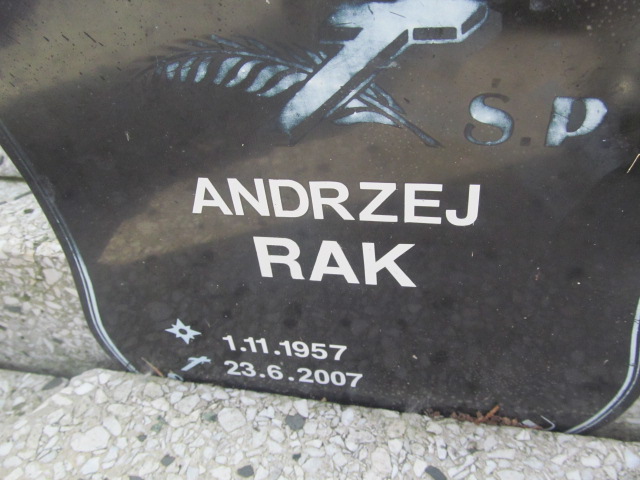 Ś.P.
ANDRZEJ
RAK
1.11.1957
23.6.2007